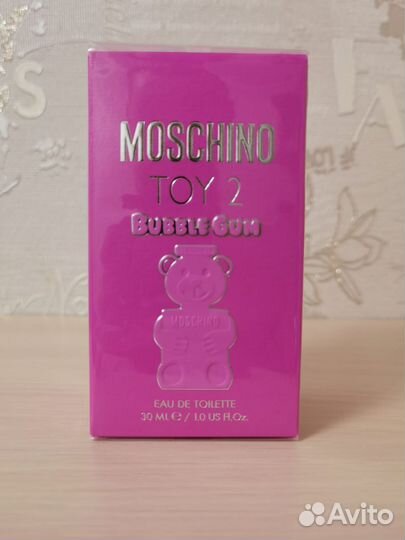 MOSCHINO
TOY 2
BUBBLE GUM
MOSCHINO
EAU DE TOILETTE
30 ML ℮ / 1.0 US Fl.Oz.
Avito